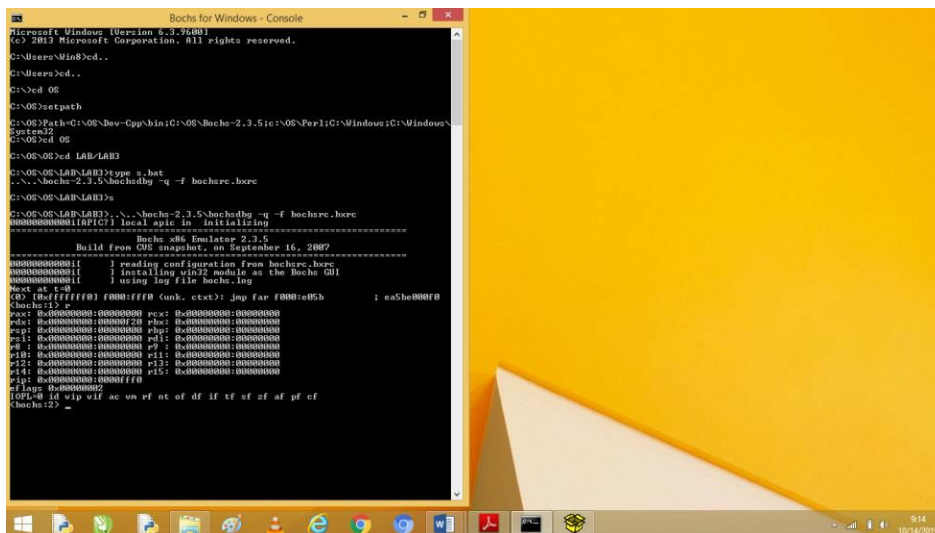 Bochs for Windows - Console
Microsoft Windows [Version 6.3.9600]
(c) 2013 Microsoft Corporation. All rights reserved.
C:\Users\Win8>cd..
C:\Users>cd..
C:\>cd OS
C:\OS>setpath
C:\OS>Path=C:\OS\Dev-Cpp\bin;C:\OS\Bochs-2.3.5;c:\OS\Perl;C:\Windows;C:\Windows\
System32
C:\OS>cd OS
C:\OS\OS>cd LAB/LAB3
C:\OS\OS\LAB\LAB3>type s.bat
..\..\bochs-2.3.5\bochsdbg -q -f bochsrc.bxrc
C:\OS\OS\LAB\LAB3>s
C:\OS\OS\LAB\LAB3>..\..\bochs-2.3.5\bochsdbg -q -f bochsrc.bxrc
00000000000i[APIC?] local apic in  initializing
========================================================================
Bochs x86 Emulator 2.3.5
Build from CVS snapshot, on September 16, 2007
========================================================================
00000000000i[     ] reading configuration from bochsrc.bxrc
00000000000i[     ] installing win32 module as the Bochs GUI
00000000000i[     ] using log file bochs.log
Next at t=0
(0) [0xfffffff0] f000:fff0 (unk. ctxt): jmp far f000:e05b          ; ea5be000f0
<bochs:1> r
rax: 0x00000000:00000000 rcx: 0x00000000:00000000
rdx: 0x00000000:00000f20 rbx: 0x00000000:00000000
rsp: 0x00000000:00000000 rbp: 0x00000000:00000000
rsi: 0x00000000:00000000 rdi: 0x00000000:00000000
r8 : 0x00000000:00000000 r9 : 0x00000000:00000000
r10: 0x00000000:00000000 r11: 0x00000000:00000000
r12: 0x00000000:00000000 r13: 0x00000000:00000000
r14: 0x00000000:00000000 r15: 0x00000000:00000000
rip: 0x00000000:0000fff0
eflags 0x00000002
IOPL=0 id vip vif ac vm rf nt of df if tf sf zf af pf cf
<bochs:2> _
9:14